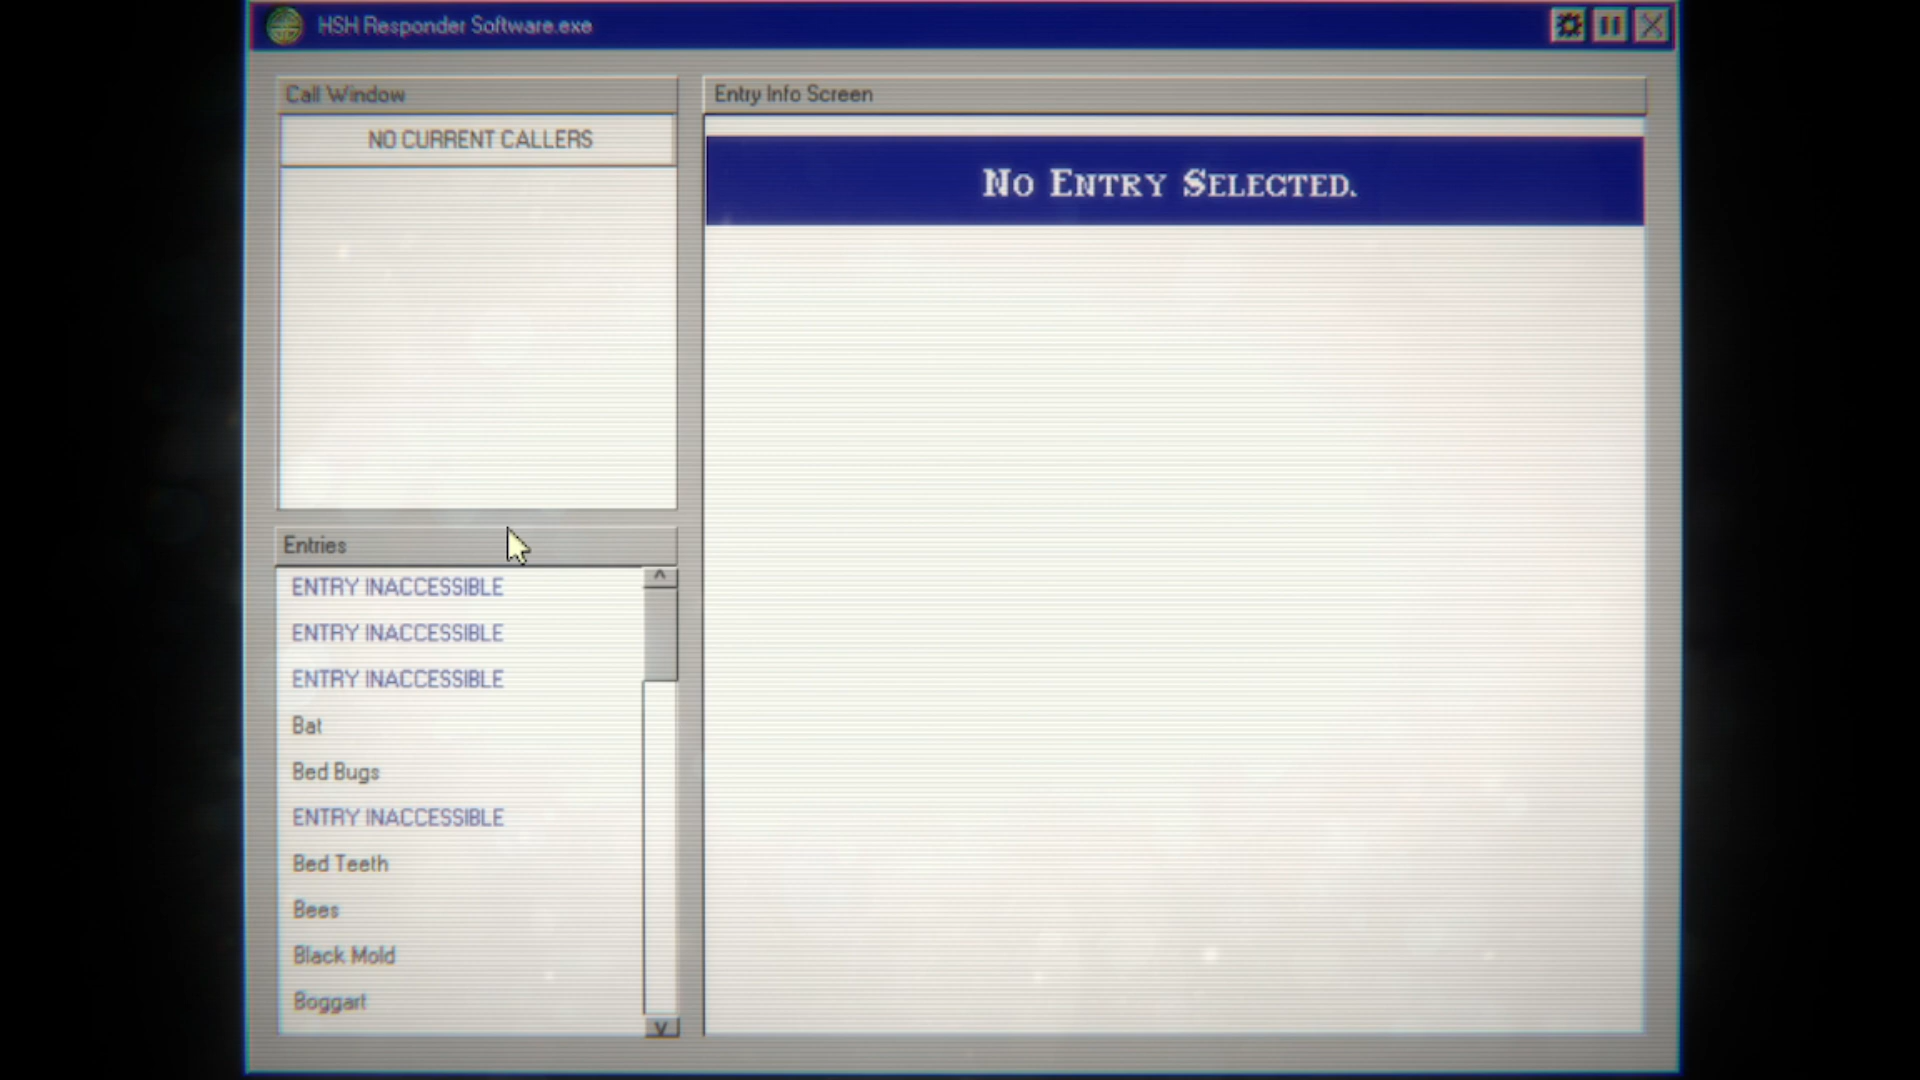 HSH Responder Software.exe
Call Window
NO CURRENT CALLERS
Entries
ENTRY INACCESSIBLE
ENTRY INACCESSIBLE
ENTRY INACCESSIBLE
Bat
Bed Bugs
ENTRY INACCESSIBLE
Bed Teeth
Bees
Black Mold
Boggart
Entry Info Screen
No Entry Selected.